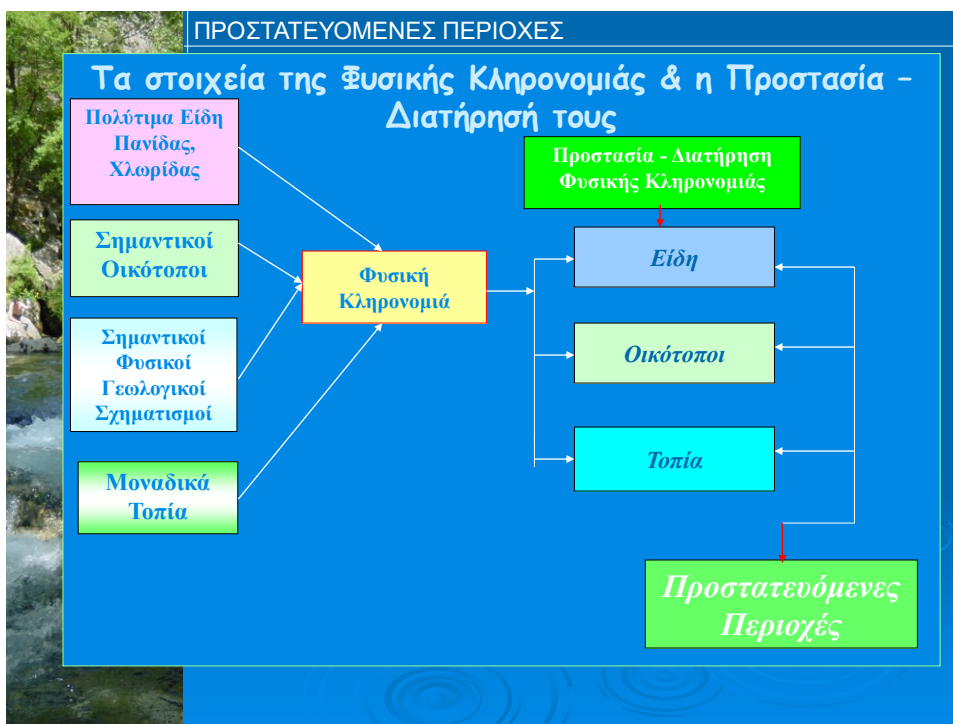 ΠΡΟΣΤΑΤΕΥΟΜΕΝΕΣ ΠΕΡΙΟΧΕΣ
Τα στοιχεία της Φυσικής Κληρονομιάς & η Προστασία –
Διατήρησή τους
Πολύτιμα Είδη
Πανίδας,
Χλωρίδας
Σημαντικοί
Οικότοποι
Σημαντικοί
Φυσικοί
Γεωλογικοί
Σχηματισμοί
Μοναδικά
Τοπία
Φυσική
Κληρονομιά
Προστασία - Διατήρηση
Φυσικής Κληρονομιάς
Είδη
Οικότοποι
Τοπία
Προστατευόμενες
Περιοχές